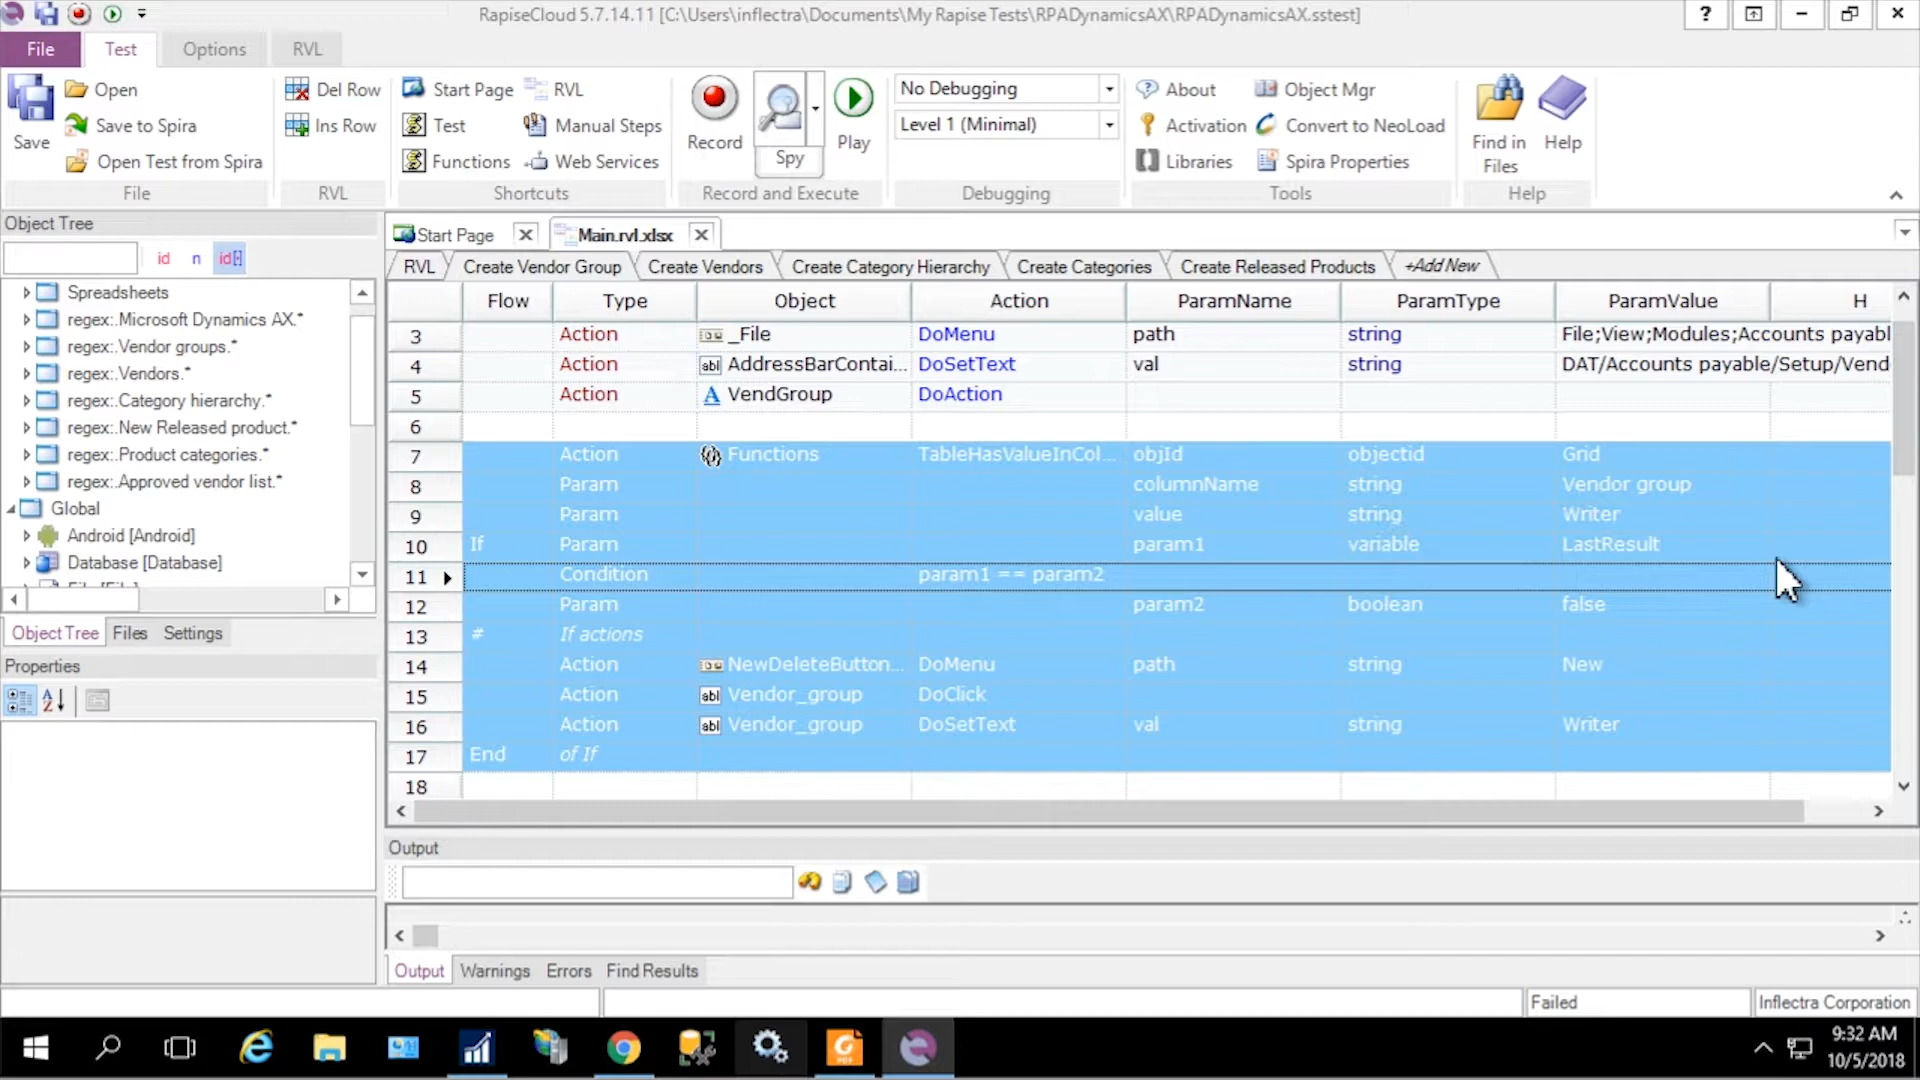 RapiseCloud 5.7.14.11 [C:\Users\inflectra\Documents\My Rapise Tests\RPADynamicsAX\RPADynamicsAX.sstest]
File Test Options RVL
Save
Open
Save to Spira
Open Test from Spira
File
Del Row
Ins Row
RVL
Start Page RVL
Test Manual Steps
Functions Web Services
Shortcuts
Record
Spy
Play
Record and Execute
No Debugging
Level 1 (Minimal)
Debugging
About Object Mgr
Activation Convert to NeoLoad
Libraries Spira Properties
Tools
Find in Files
Help
Help
Object Tree
id n id[]
Spreadsheets
regex:.Microsoft Dynamics AX.*
regex:.Vendor groups.*
regex:.Vendors.*
regex:.Category hierarchy.*
regex:.New Released product.*
regex:.Product categories.*
regex:.Approved vendor list.*
Global
Android [Android]
Database [Database]
Object Tree Files Settings
Properties
Start Page Main.rvl.xlsx
RVL Create Vendor Group Create Vendors Create Category Hierarchy Create Categories Create Released Products +Add New
Flow Type Object Action ParamName ParamType ParamValue H
3 Action _File DoMenu path string File;View;Modules;Accounts payabl
4 Action AddressBarContai... DoSetText val string DAT/Accounts payable/Setup/Vend
5 Action VendGroup DoAction
6
7 Action Functions TableHasValueInCol... objId objectid Grid
8 Param columnName string Vendor group
9 Param value string Writer
10 If Param param1 variable LastResult
11 Condition param1 == param2
12 Param param2 boolean false
13 # If actions
14 Action NewDeleteButton... DoMenu path string New
15 Action Vendor_group DoClick
16 Action Vendor_group DoSetText val string Writer
17 End of If
18
Output
Output Warnings Errors Find Results
Failed Inflectra Corporation
9:32 AM
10/5/2018